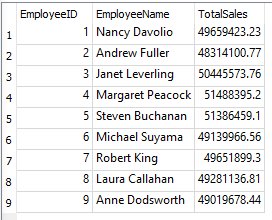 EmployeeID EmployeeName TotalSales
1 1 Nancy Davolio 49659423.23
2 2 Andrew Fuller 48314100.77
3 3 Janet Leverling 50445573.76
4 4 Margaret Peacock 51488395.2
5 5 Steven Buchanan 51386459.1
6 6 Michael Suyama 49139966.56
7 7 Robert King 49651899.3
8 8 Laura Callahan 49281136.81
9 9 Anne Dodsworth 49019678.44